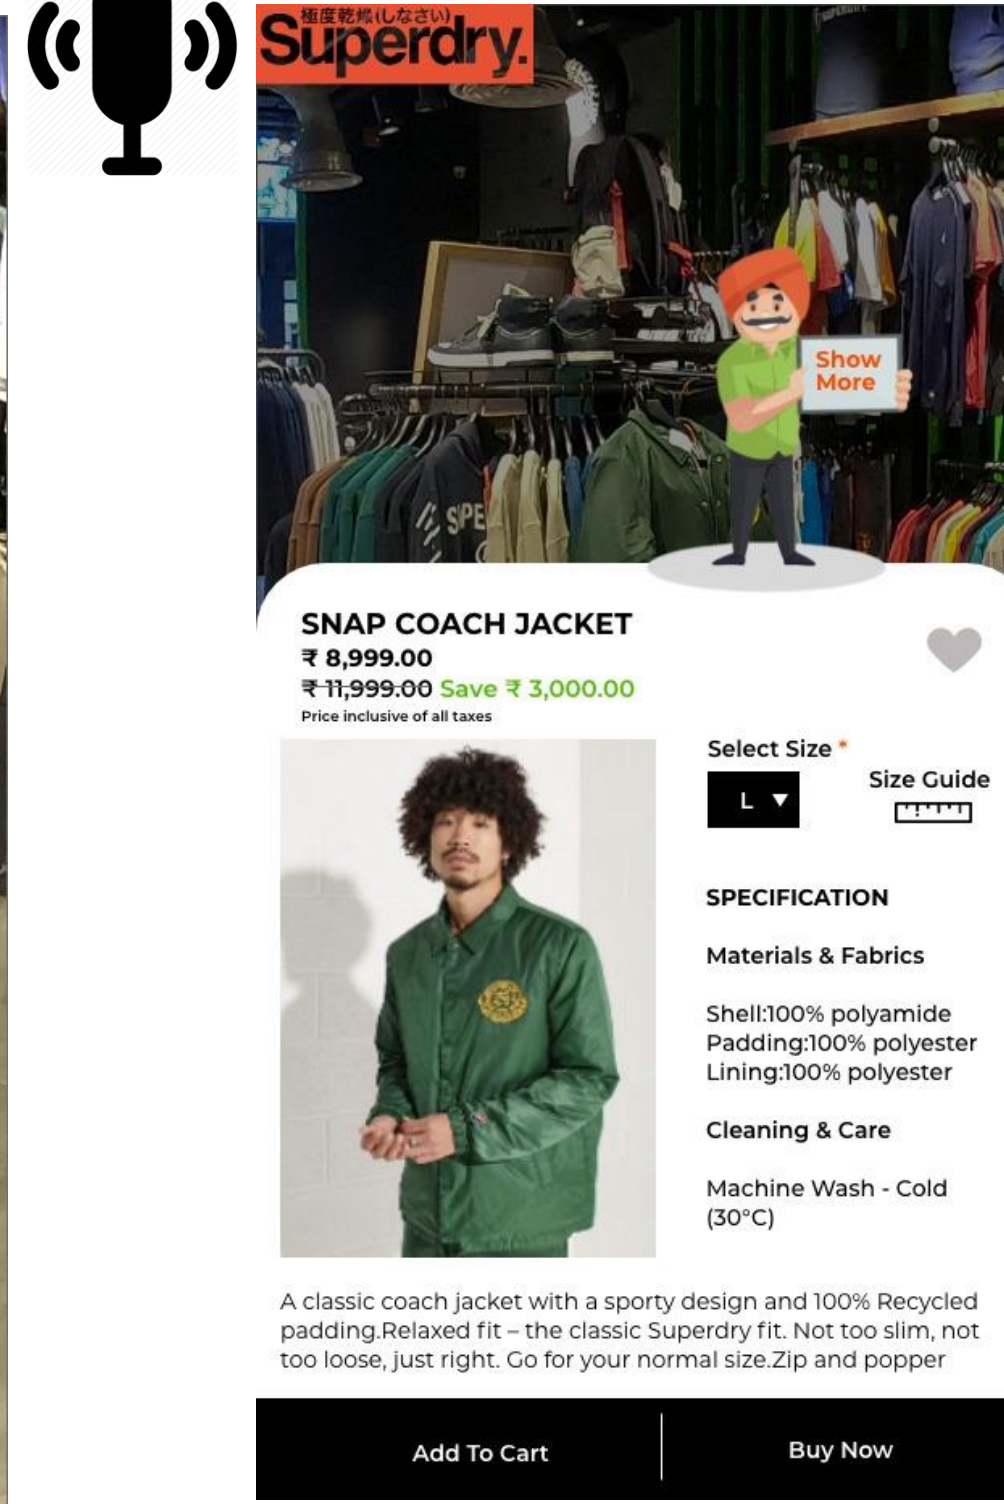 極度乾燥(しなさい)
Superdry.
Show
More
SUPE
SNAP COACH JACKET
₹ 8,999.00
₹ 11,999.00 Save ₹ 3,000.00
Price inclusive of all taxes
Select Size *
L
Size Guide
SPECIFICATION
Materials & Fabrics
Shell:100% polyamide
Padding:100% polyester
Lining:100% polyester
Cleaning & Care
Machine Wash - Cold
(30°C)
A classic coach jacket with a sporty design and 100% Recycled
padding.Relaxed fit – the classic Superdry fit. Not too slim, not
too loose, just right. Go for your normal size.Zip and popper
Add To Cart
Buy Now